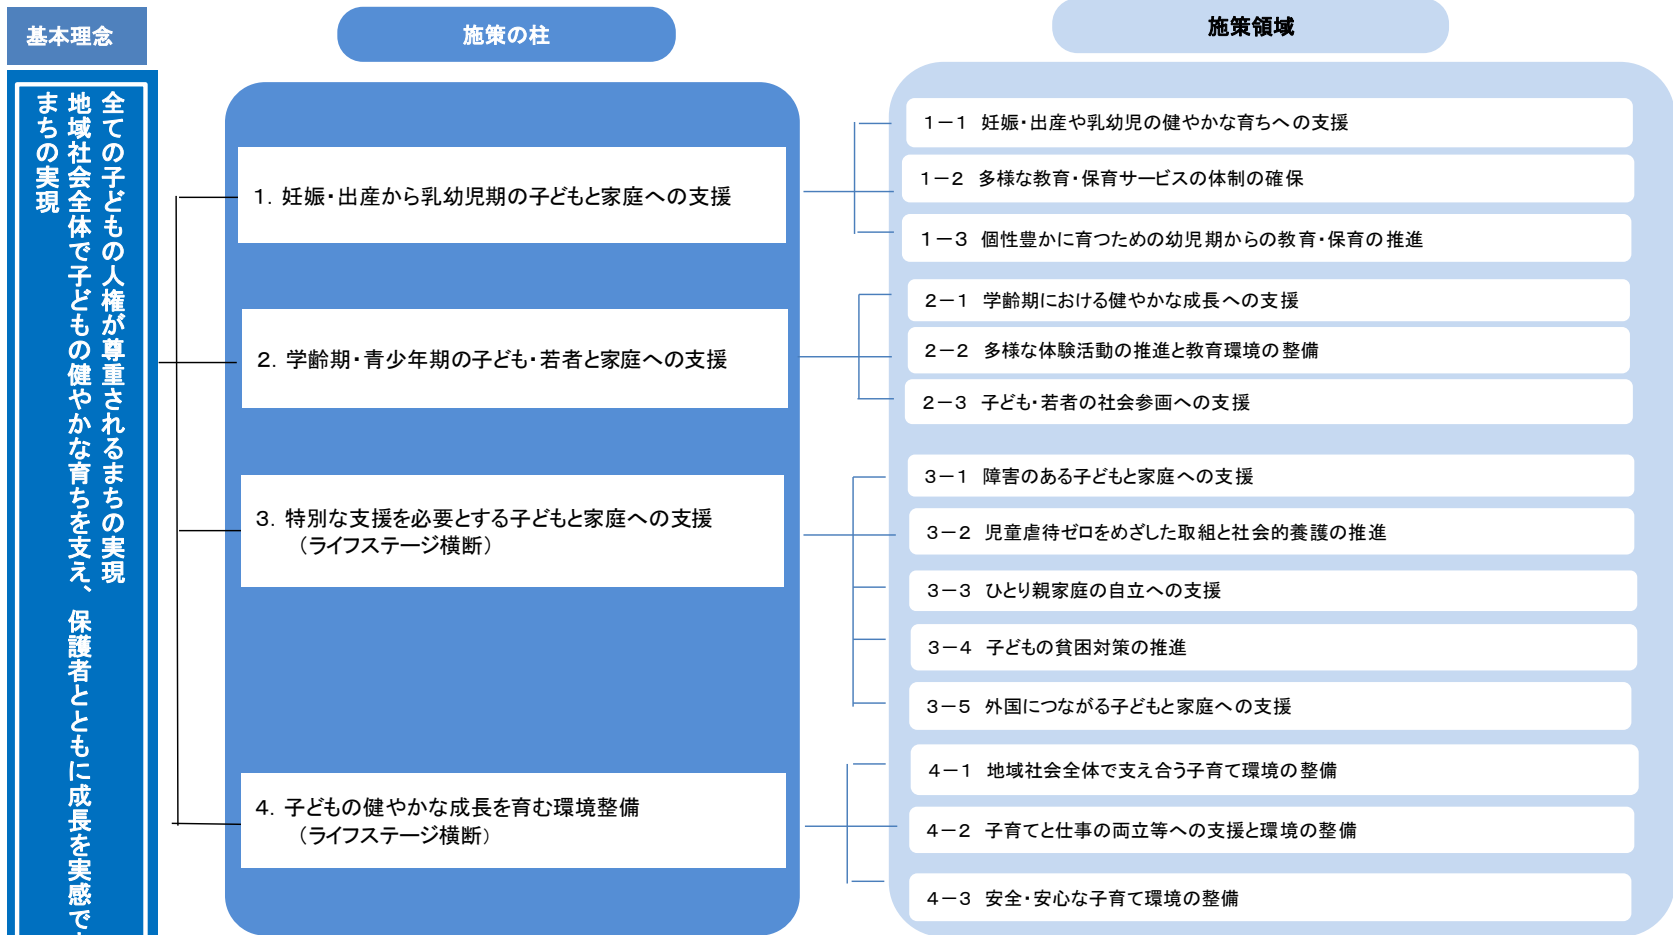 基本理念
施策の柱
施策領域
全ての子どもの人権が尊重されるまちの実現
地域社会全体で子どもの健やかな育ちを支え、保護者とともに成長を実感で
まちの実現
1．妊娠・出産から乳幼児期の子どもと家庭への支援
2．学齢期・青少年期の子ども・若者と家庭への支援
3．特別な支援を必要とする子どもと家庭への支援
（ライフステージ横断）
4．子どもの健やかな成長を育む環境整備
（ライフステージ横断）
1－1 妊娠・出産や乳幼児の健やかな育ちへの支援
1－2 多様な教育・保育サービスの体制の確保
1－3 個性豊かに育つための幼児期からの教育・保育の推進
2－1 学齢期における健やかな成長への支援
2－2 多様な体験活動の推進と教育環境の整備
2－3 子ども・若者の社会参画への支援
3－1 障害のある子どもと家庭への支援
3－2 児童虐待ゼロをめざした取組と社会的養護の推進
3－3 ひとり親家庭の自立への支援
3－4 子どもの貧困対策の推進
3－5 外国につながる子どもと家庭への支援
4－1 地域社会全体で支え合う子育て環境の整備
4－2 子育てと仕事の両立等への支援と環境の整備
4－3 安全・安心な子育て環境の整備